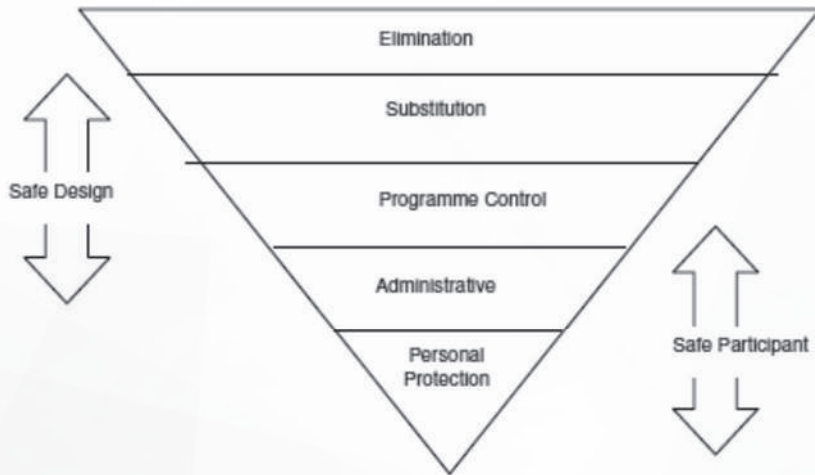 Elimination
Substitution
Safe Design
Programme Control
Administrative
Safe Participant
Personal
Protection